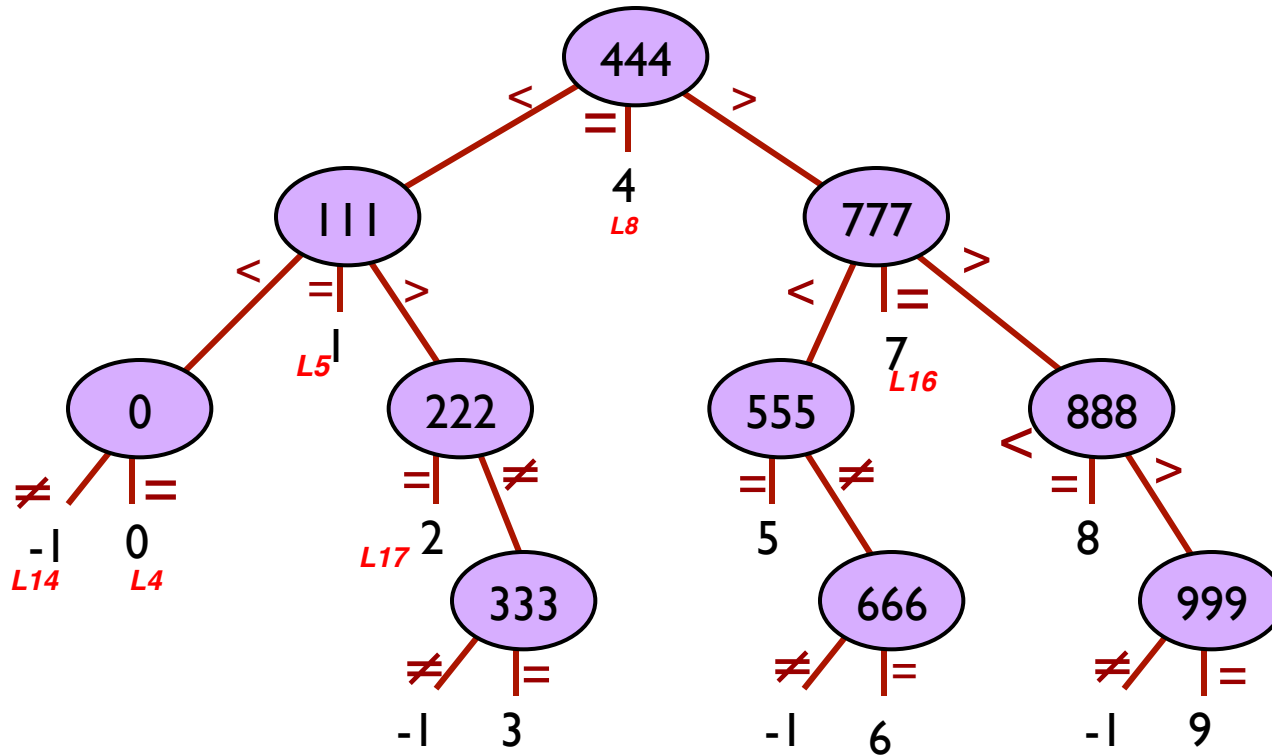 444
< = >
4
L8
111
777
< = >
< = >
1
L5
7
L16
0
222
555
888
≠ =
= ≠
= ≠
< = >
-1
0
L14
L4
L17 2
5
8
333
666
999
≠ =
≠ =
≠ =
-1 3
-1 6
-1 9